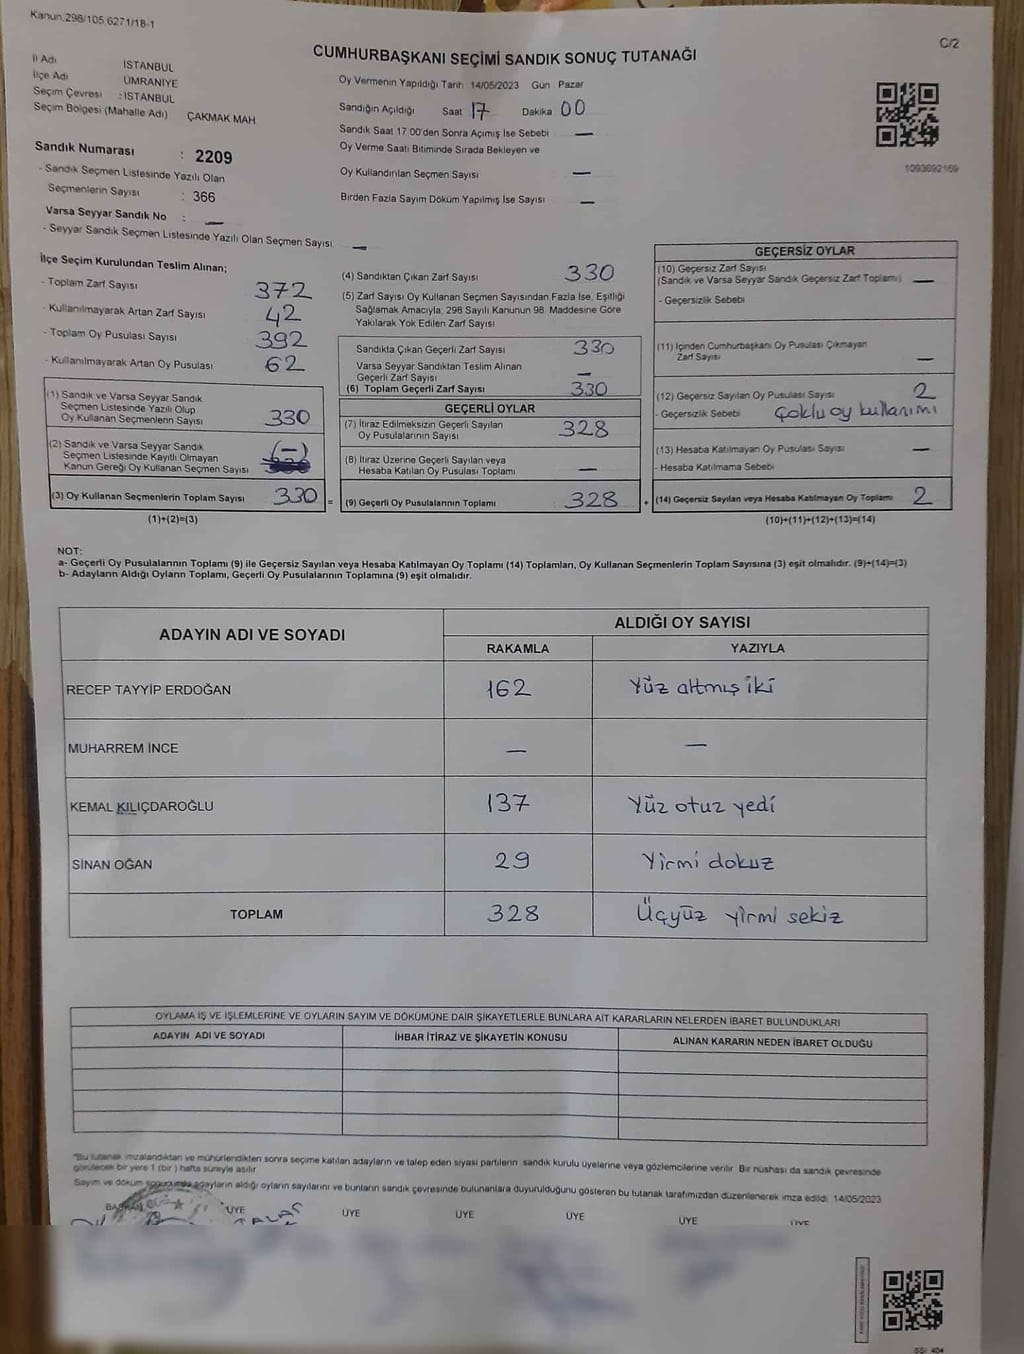 Kanun.298/105.6271/18-1
C/2
CUMHURBAŞKANI SEÇİMİ SANDIK SONUÇ TUTANAĞI
İl Adı İSTANBUL
İlçe Adı ÜMRANİYE
Seçim Çevresi : İSTANBUL
Seçim Bölgesi (Mahalle Adı) ÇAKMAK MAH
Sandık Numarası : 2209
- Sandık Seçmen Listesinde Yazılı Olan
Seçmenlerin Sayısı : 366
Varsa Seyyar Sandık No : —
- Seyyar Sandık Seçmen Listesinde Yazılı Olan Seçmen Sayısı —
Oy Vermenin Yapıldığı Tarih 14/05/2023 Gün Pazar
Sandığın Açıldığı Saat 17 Dakika 00
Sandık Saat 17 00'den Sonra Açımış İse Sebebi —
Oy Verme Saati Bitiminde Sırada Bekleyen ve
Oy Kullandırılan Seçmen Sayısı —
Birden Fazla Sayım Döküm Yapılmış İse Sayısı —
1093692169
İlçe Seçim Kurulundan Teslim Alınan;
- Toplam Zarf Sayısı 372
- Kullanılmayarak Artan Zarf Sayısı 42
- Toplam Oy Pusulası Sayısı 392
- Kullanılmayarak Artan Oy Pusulası 62
(1) Sandık ve Varsa Seyyar Sandık
Seçmen Listesinde Yazılı Olup
Oy Kullanan Seçmenlerin Sayısı 330
(2) Sandık ve Varsa Seyyar Sandık
Seçmen Listesinde Kayıtlı Olmayan
Kanun Gereği Oy Kullanan Seçmen Sayısı (—)
(3) Oy Kullanan Seçmenlerin Toplam Sayısı 330 =
(1)+(2)=(3)
(4) Sandıktan Çıkan Zarf Sayısı 330
(5) Zarf Sayısı Oy Kullanan Seçmen Sayısından Fazla İse, Eşitliği
Sağlamak Amacıyla, 298 Sayılı Kanunun 98. Maddesine Göre
Yakılarak Yok Edilen Zarf Sayısı
Sandıkta Çıkan Geçerli Zarf Sayısı 330
Varsa Seyyar Sandıktan Teslim Alınan
Geçerli Zarf Sayısı —
(6) Toplam Geçerli Zarf Sayısı 330
GEÇERLİ OYLAR
(7) İtiraz Edilmeksizin Geçerli Sayılan
Oy Pusulalarının Sayısı 328
(8) İtiraz Üzerine Geçerli Sayılan veya
Hesaba Katılan Oy Pusulası Toplamı —
(9) Geçerli Oy Pusulalarının Toplamı 328 +
GEÇERSİZ OYLAR
(10) Geçersiz Zarf Sayısı
(Sandık ve Varsa Seyyar Sandık Geçersiz Zarf Toplamı) —
- Geçersizlik Sebebi
(11) İçinden Cumhurbaşkanı Oy Pusulası Çıkmayan
Zarf Sayısı —
(12) Geçersiz Sayılan Oy Pusulası Sayısı 2
- Geçersizlik Sebebi Çoklu oy kullanımı
(13) Hesaba Katılmayan Oy Pusulası Sayısı —
- Hesaba Katılmama Sebebi
(14) Geçersiz Sayılan veya Hesaba Katılmayan Oy Toplamı 2
(10)+(11)+(12)+(13)=(14)
NOT:
a- Geçerli Oy Pusulalarının Toplamı (9) ile Geçersiz Sayılan veya Hesaba Katılmayan Oy Toplamı (14) Toplamları, Oy Kullanan Seçmenlerin Toplam Sayısına (3) eşit olmalıdır. (9)+(14)=(3)
b- Adayların Aldığı Oyların Toplamı, Geçerli Oy Pusulalarının Toplamına (9) eşit olmalıdır.
ADAYIN ADI VE SOYADI ALDIĞI OY SAYISI
RAKAMLA YAZIYLA
RECEP TAYYİP ERDOĞAN 162 Yüz altmış iki
MUHARREM İNCE — —
KEMAL KILIÇDAROĞLU 137 Yüz otuz yedi
SİNAN OĞAN 29 Yirmi dokuz
TOPLAM 328 Üçyüz yirmi sekiz
OYLAMA İŞ VE İŞLEMLERİNE VE OYLARIN SAYIM VE DÖKÜMÜNE DAİR ŞİKAYETLERLE BUNLARA AİT KARARLARIN NELERDEN İBARET BULUNDUKLARI
ADAYIN ADI VE SOYADI İHBAR İTİRAZ VE ŞİKAYETİN KONUSU ALINAN KARARIN NEDEN İBARET OLDUĞU
*Bu tutanak imzalandıktan ve mühürlendikten sonra seçime katılan adayların ve talep eden siyasi partilerin sandık kurulu üyelerine veya gözlemcilerine verilir. Bir nüshası da sandık çevresinde
görülecek bir yere 1 (bir) hafta süreyle asılır
Sayım ve döküm sonucunda adayların aldığı oyların sayılarını ve bunların sandık çevresinde bulunanlara duyurulduğunu gösteren bu tutanak tarafımızdan düzenlenerek imza edildi. 14/05/2023
BAŞKAN ÜYE ÜYE ÜYE ÜYE ÜYE ÜYE